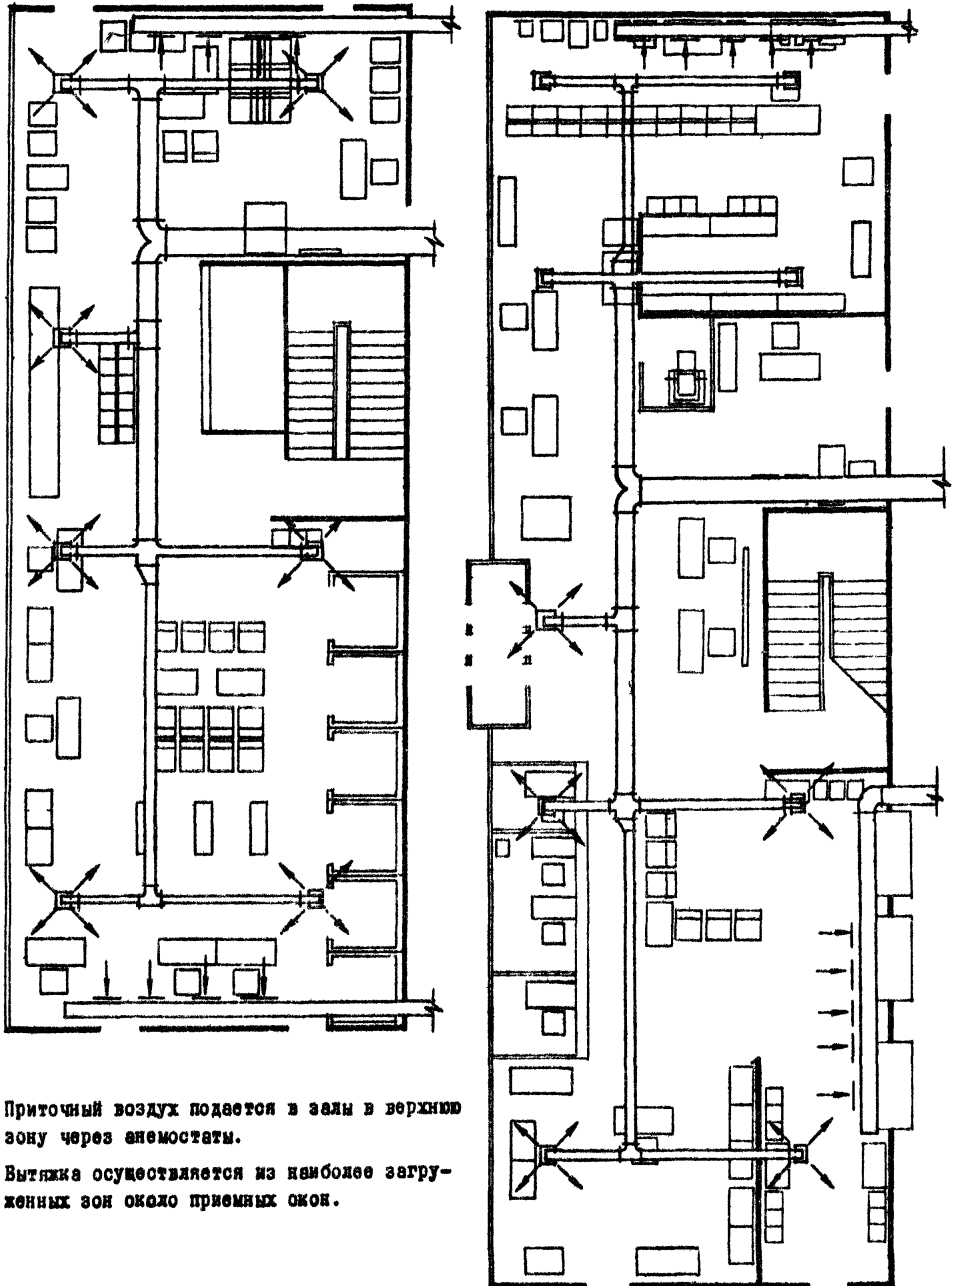 Приточный воздух подается в залы в верхнюю
зону через анемостаты.
Вытяжка осуществляется из наиболее загру-
женных зон около приемных окон.